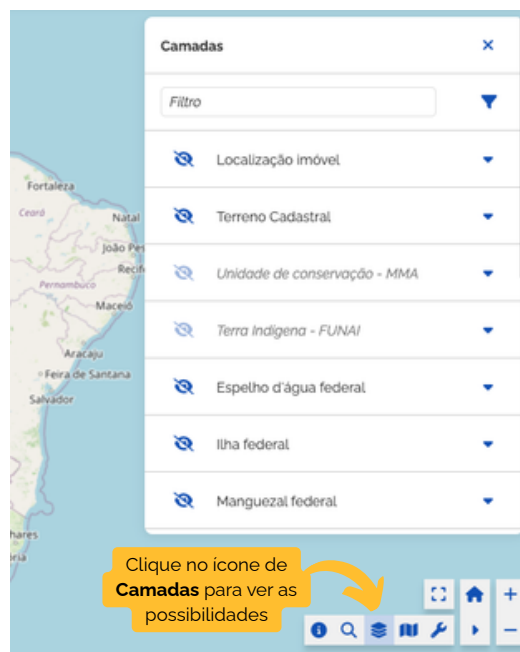 Camadas
Filtro
Localização imóvel
Terreno Cadastral
Unidade de conservação - MMA
Terra Indígena - FUNAI
Espelho d'água federal
Ilha federal
Manguezal federal
Fortaleza
Ceará
Natal
João Pes
Recif
Pernambuco
Maceió
Aracaju
Feira de Santana
Salvador
hares
ria
Clique no ícone de
Camadas para ver as
possibilidades